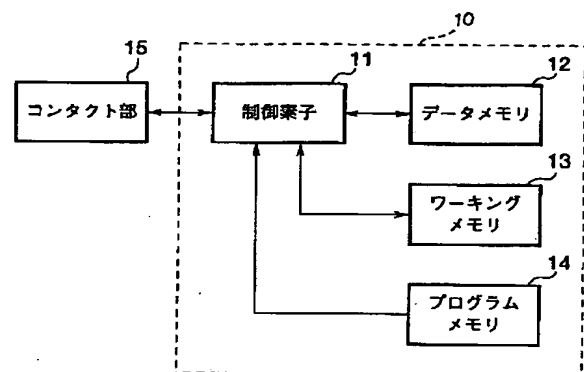 10
15
11
12
コンタクト部
制御素子
データメモリ
13
ワーキング
メモリ
14
プログラム
メモリ